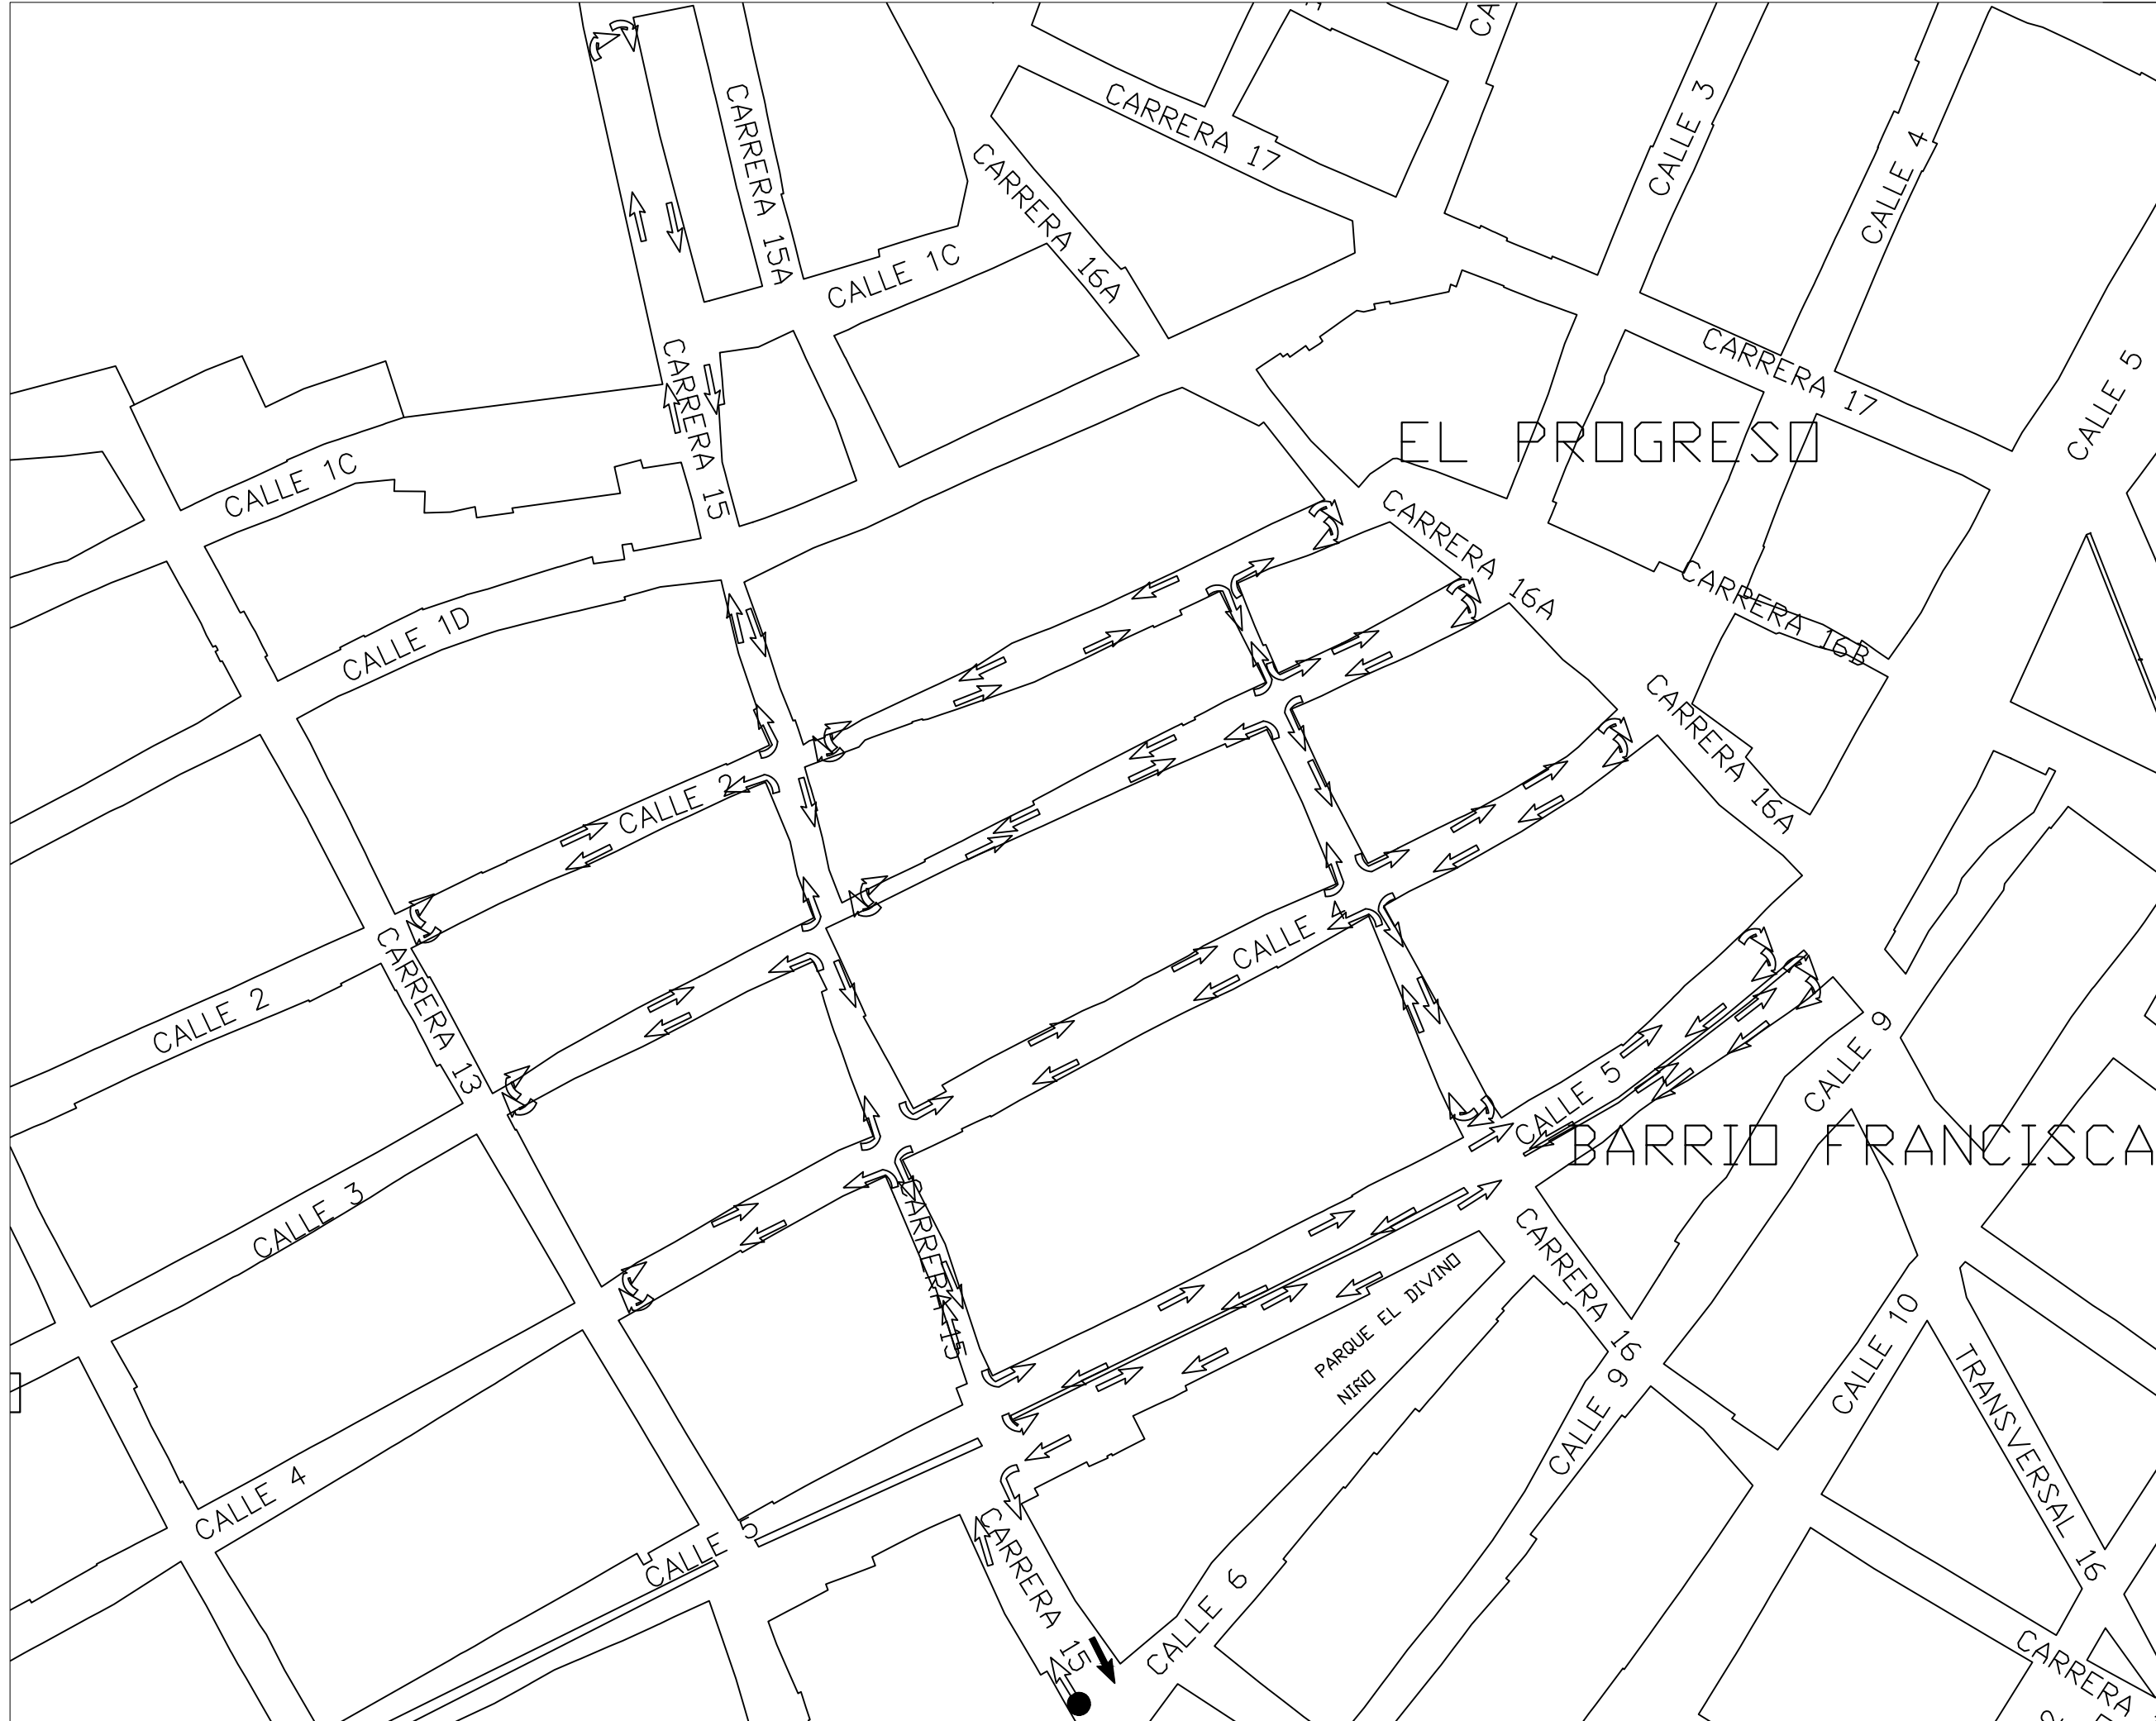 CARRERA 17
CALLE 3
CALLE 4
CARRERA 15A
CARRERA 16A
CALLE 1C
CARRERA 15
CARRERA 17
CALLE 5
EL PROGRESO
CALLE 1C
CARRERA 16A
CARRERA 16B
CALLE 1D
CARRERA 16A
CALLE 2
CALLE 4
CARRERA 13
CALLE 2
CALLE 9
CALLE 5
BARRIO FRANCISCA
CALLE 3
CARRERA 15
CARRERA 16
PARQUE EL DIVINO
NIÑO
CALLE 10
CALLE 9
TRANSVERSAL 16
CALLE 4
CALLE 5
CARRERA 15
CALLE 6
CARRERA